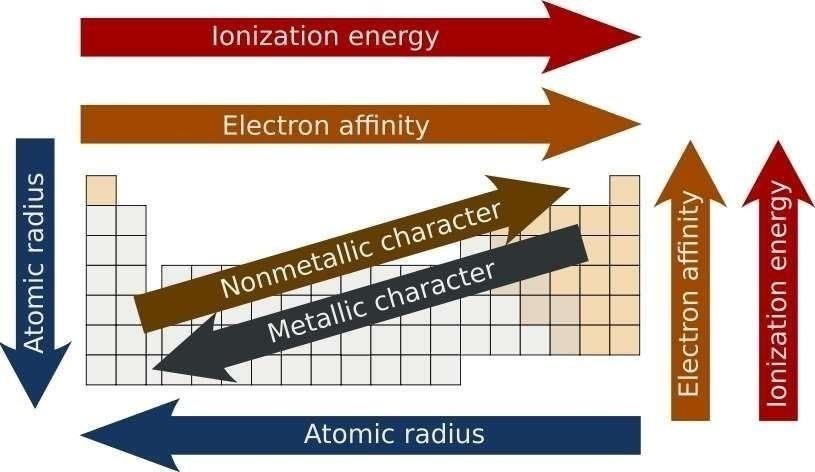 Ionization energy
Electron affinity
Atomic radius
Nonmetallic character
Metallic character
Electron affinity
Ionization energy
Atomic radius